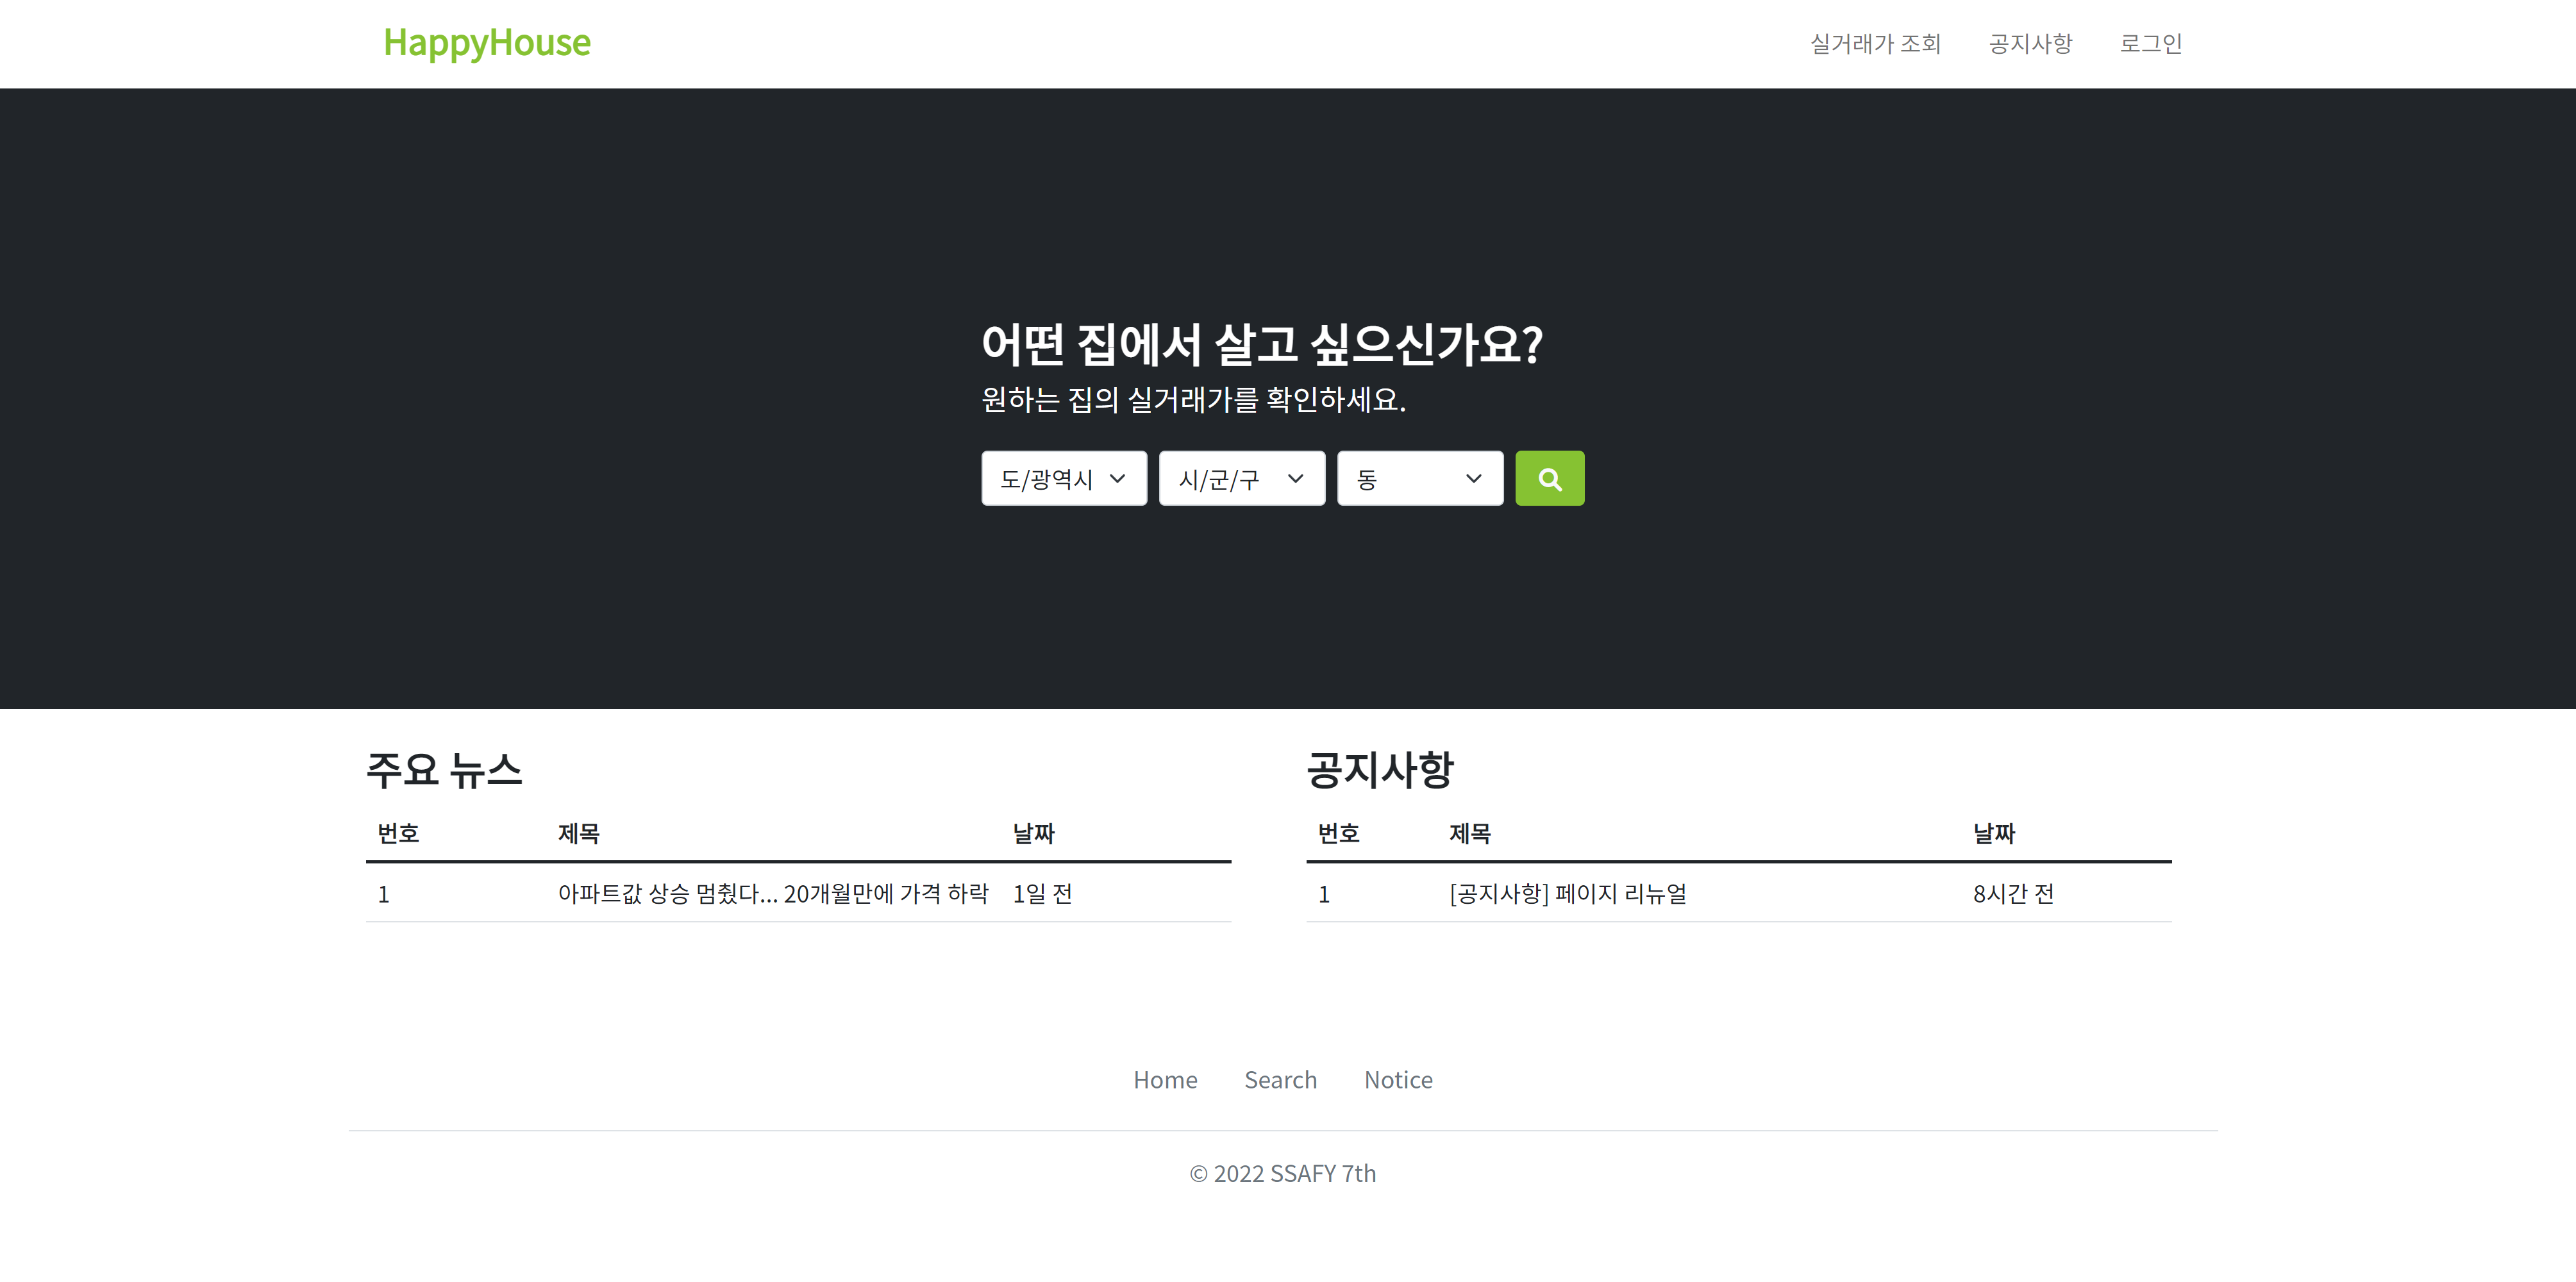 HappyHouse
실거래가 조회 공지사항 로그인
어떤 집에서 살고 싶으신가요?
원하는 집의 실거래가를 확인하세요.
도/광역시 시/군/구 동
주요 뉴스
번호 제목 날짜
1 아파트값 상승 멈췄다... 20개월만에 가격 하락 1일 전
공지사항
번호 제목 날짜
1 [공지사항] 페이지 리뉴얼 8시간 전
Home Search Notice
© 2022 SSAFY 7th